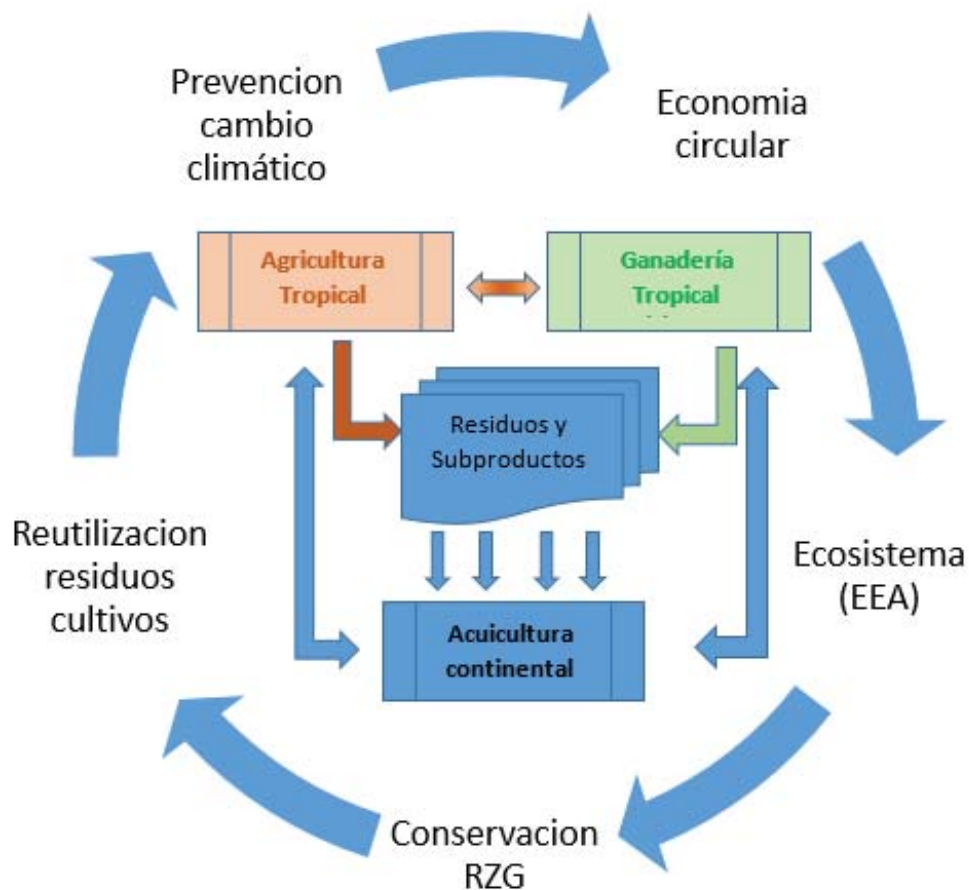 Prevencion
cambio
climático
Economia
circular
Agricultura
Tropical
Ganadería
Tropical
Residuos y
Subproductos
Reutilizacion
residuos
cultivos
Ecosistema
(EEA)
Acuicultura
continental
Conservacion
RZG